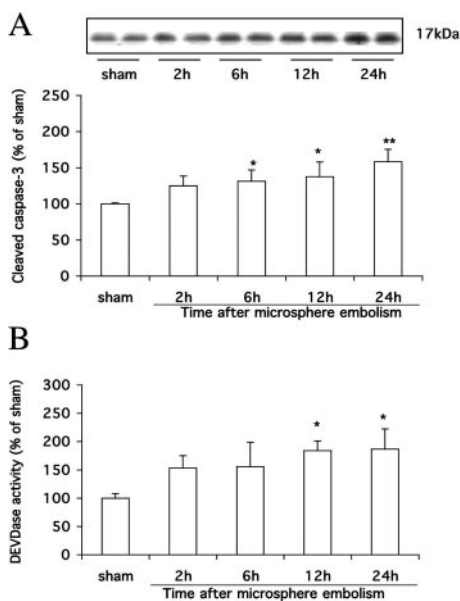 A
17kDa
sham 2h 6h 12h 24h
Cleaved caspase-3 (% of sham)
250
200
150
100
50
0
* * **
sham 2h 6h 12h 24h
Time after microsphere embolism
B
DEVDase activity (% of sham)
300
250
200
150
100
50
0
* *
sham 2h 6h 12h 24h
Time after microsphere embolism